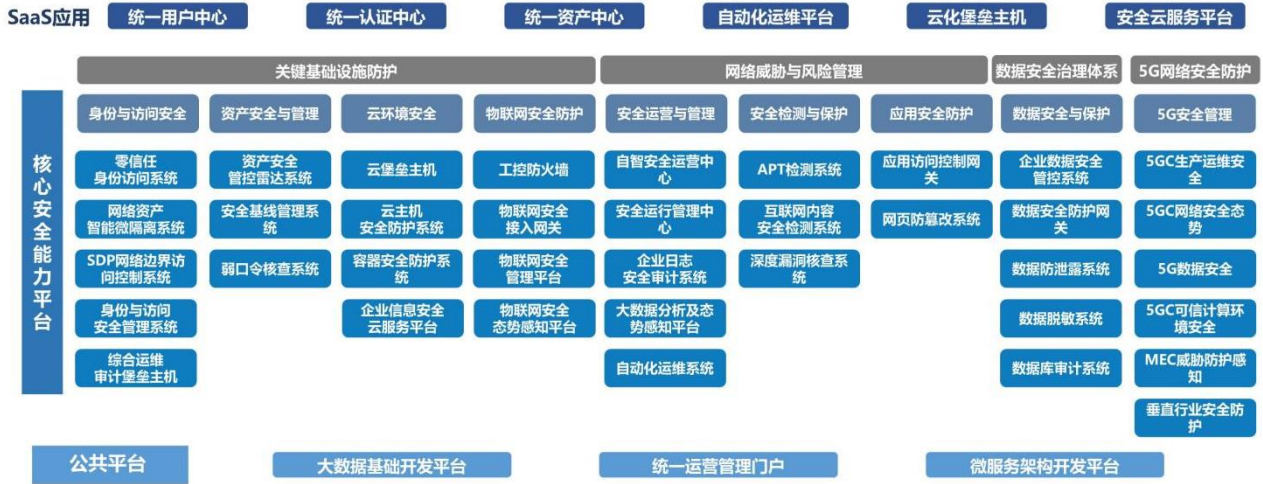 SaaS应用
统一用户中心
统一认证中心
统一资产中心
自动化运维平台
云化堡垒主机
安全云服务平台
关键基础设施防护
网络威胁与风险管理
数据安全治理体系
5G网络安全防护
身份与访问安全
资产安全与管理
云环境安全
物联网安全防护
安全运营与管理
安全检测与保护
应用安全防护
数据安全与保护
5G安全管理
核心安全能力平台
零信任
身份访问系统
网络资产
智能微隔离系统
SDP网络边界访
问控制系统
身份与访问
安全管理系统
综合运维
审计堡垒主机
资产安全
管控雷达系统
安全基线管理系
统
弱口令核查系统
云堡垒主机
云主机
安全防护系统
容器安全防护系
统
企业信息安全
云服务平台
工控防火墙
物联网安全
接入网关
物联网安全
管理平台
物联网安全
态势感知平台
自智安全运营中
心
安全运行管理中
心
企业日志
安全审计系统
大数据分析及态
势感知平台
自动化运维系统
APT检测系统
互联网内容
安全检测系统
深度漏洞核查系
统
应用访问控制网
关
网页防篡改系统
企业数据安全
管控系统
数据安全防护网
关
数据防泄露系统
数据脱敏系统
数据库审计系统
5GC生产运维安
全
5GC网络安全态
势
5G数据安全
5GC可信计算环
境安全
MEC威胁防护感
知
垂直行业安全防
护
公共平台
大数据基础开发平台
统一运营管理门户
微服务架构开发平台